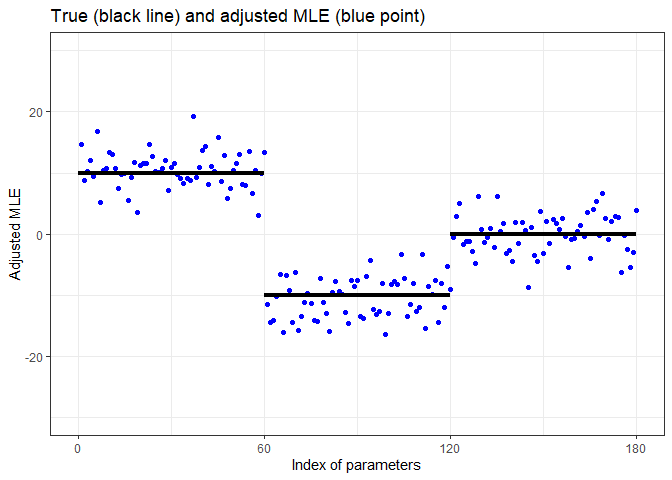 True (black line) and adjusted MLE (blue point)
Adjusted MLE
20
0
-20
0
60
120
180
Index of parameters